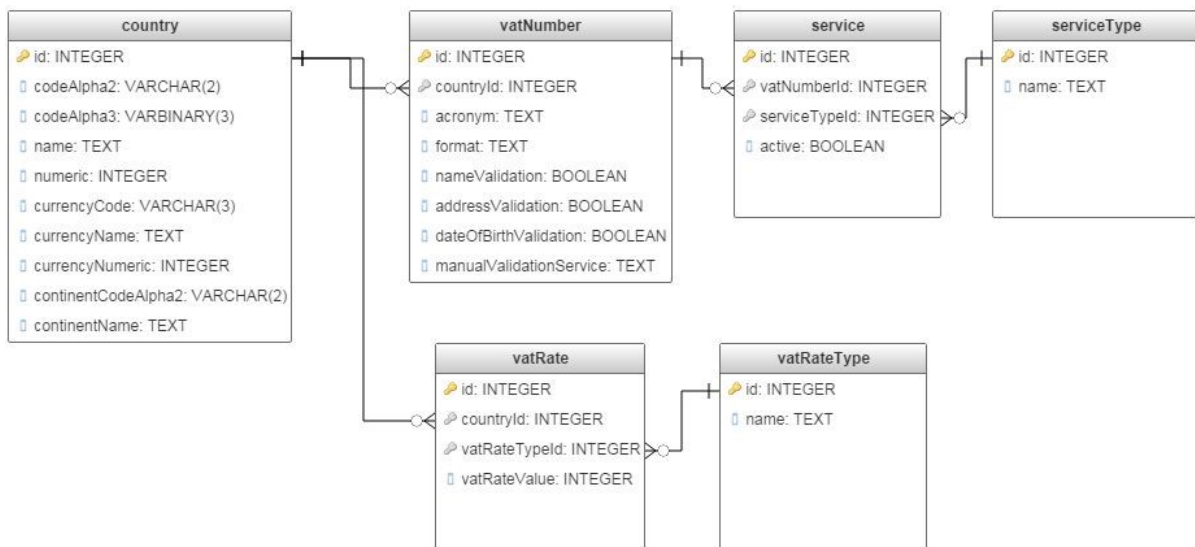 country
id: INTEGER
codeAlpha2: VARCHAR(2)
codeAlpha3: VARBINARY(3)
name: TEXT
numeric: INTEGER
currencyCode: VARCHAR(3)
currencyName: TEXT
currencyNumeric: INTEGER
continentCodeAlpha2: VARCHAR(2)
continentName: TEXT
vatNumber
id: INTEGER
countryId: INTEGER
acronym: TEXT
format: TEXT
nameValidation: BOOLEAN
addressValidation: BOOLEAN
dateOfBirthValidation: BOOLEAN
manualValidationService: TEXT
service
id: INTEGER
vatNumberId: INTEGER
serviceTypeId: INTEGER
active: BOOLEAN
serviceType
id: INTEGER
name: TEXT
vatRate
id: INTEGER
countryId: INTEGER
vatRateTypeId: INTEGER
vatRateValue: INTEGER
vatRateType
id: INTEGER
name: TEXT